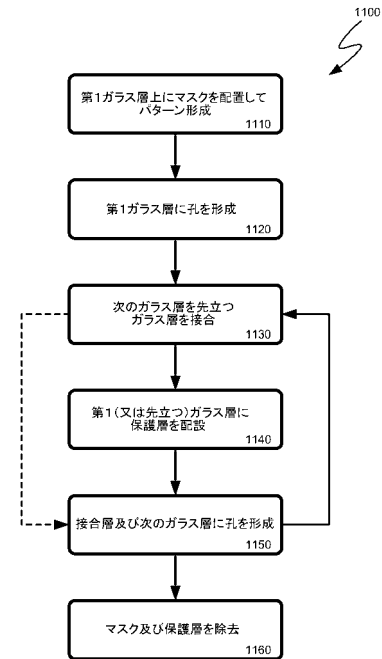 1100
第1ガラス層上にマスクを配置して
パターン形成
1110
第1ガラス層に孔を形成
1120
次のガラス層を先立つ
ガラス層を接合
1130
第1(又は先立つ)ガラス層に
保護層を配設
1140
接合層及び次のガラス層に孔を形成
1150
マスク及び保護層を除去
1160